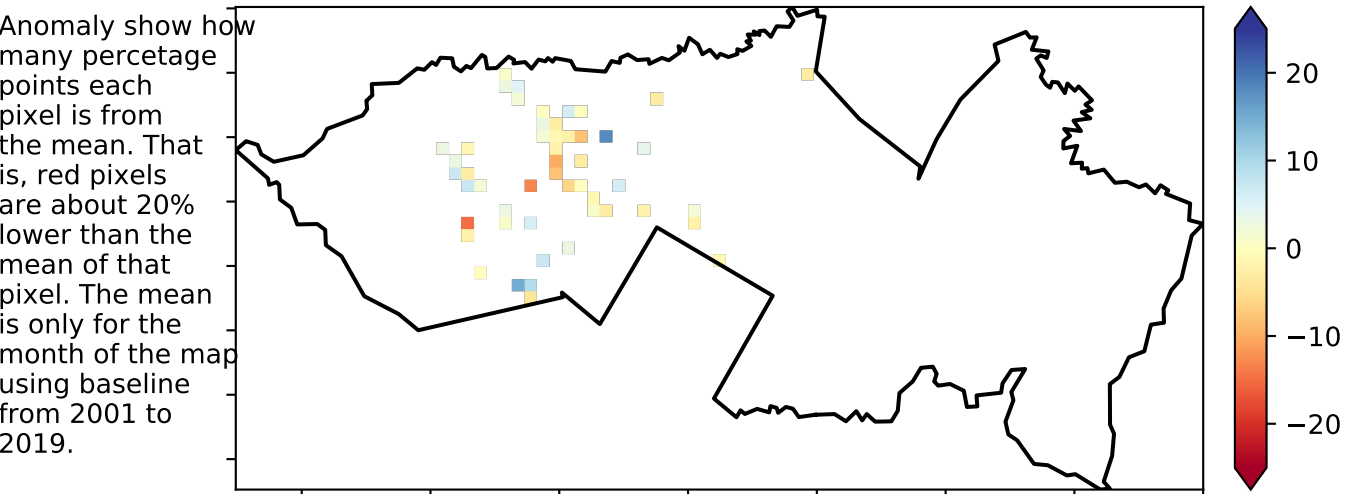 Anomaly show how
many percetage
points each
pixel is from
the mean. That
is, red pixels
are about 20%
lower than the
mean of that
pixel. The mean
is only for the
month of the map
using baseline
from 2001 to
2019.
20
10
0
−10
−20